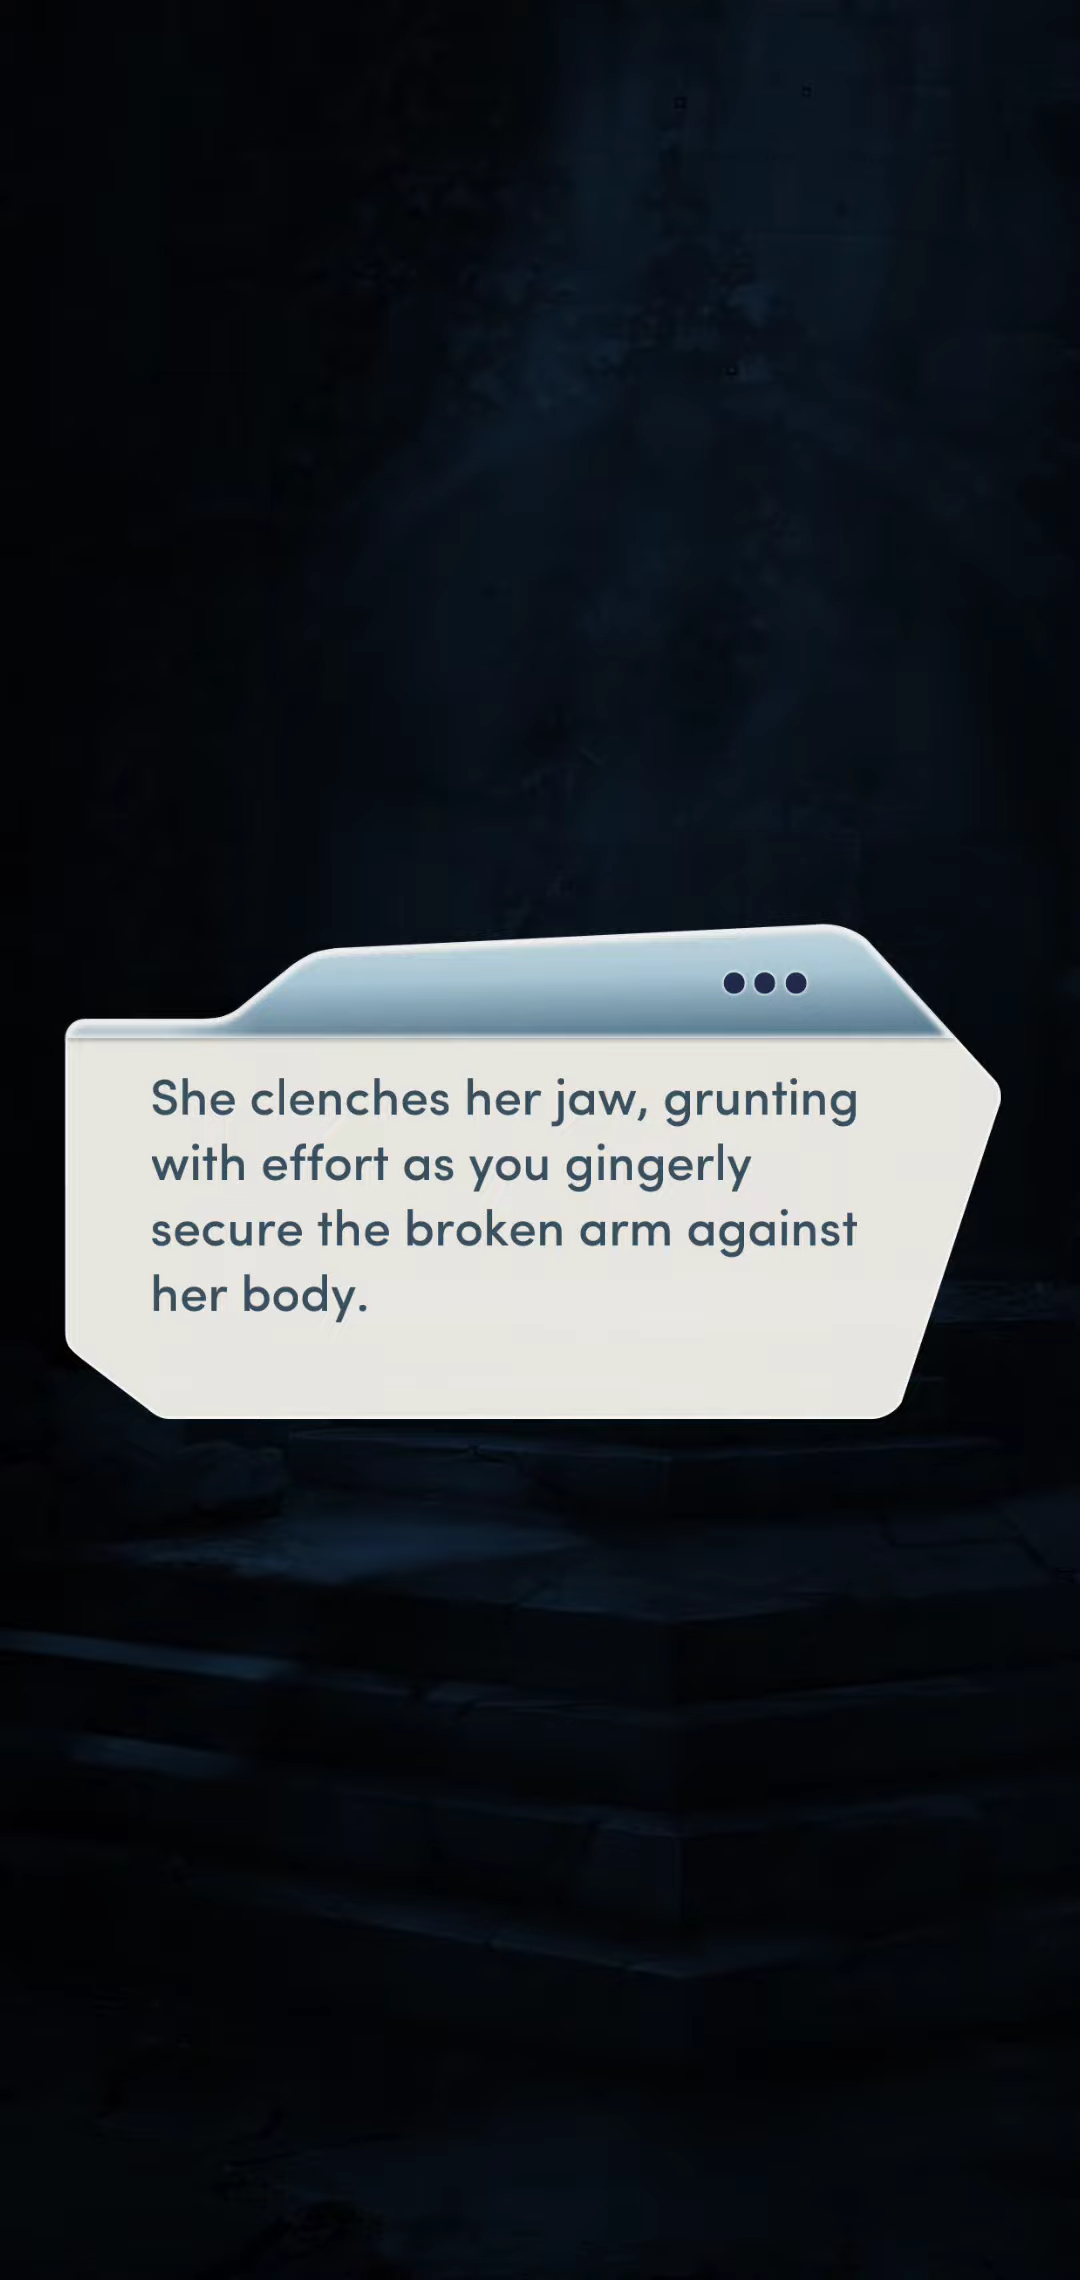 She clenches her jaw, grunting
with effort as you gingerly
secure the broken arm against
her body.